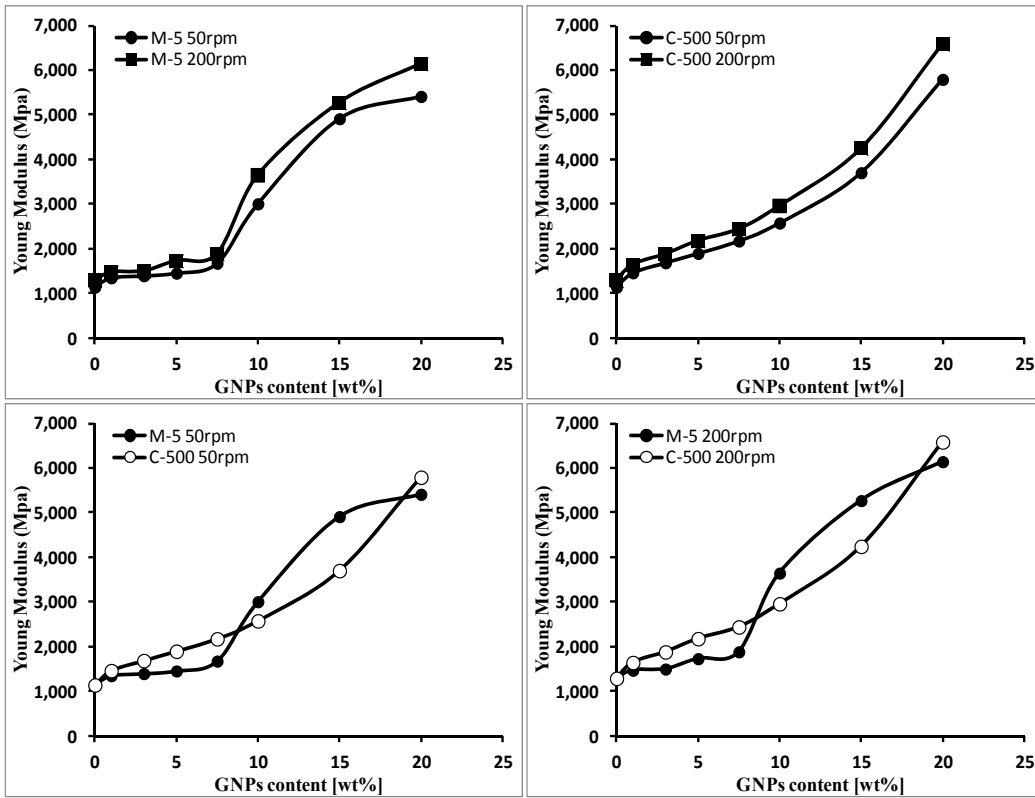 7,000
6,000
5,000
4,000
3,000
2,000
1,000
0
Young Modulus (Mpa)
M-5 50rpm
M-5 200rpm
0 5 10 15 20 25
GNPs content [wt%]
7,000
6,000
5,000
4,000
3,000
2,000
1,000
0
Young Modulus (Mpa)
C-500 50rpm
C-500 200rpm
0 5 10 15 20 25
GNPs content [wt%]
7,000
6,000
5,000
4,000
3,000
2,000
1,000
0
Young Modulus (Mpa)
M-5 50rpm
C-500 50rpm
0 5 10 15 20 25
GNPs content [wt%]
7,000
6,000
5,000
4,000
3,000
2,000
1,000
0
Young Modulus (Mpa)
M-5 200rpm
C-500 200rpm
0 5 10 15 20 25
GNPs content [wt%]